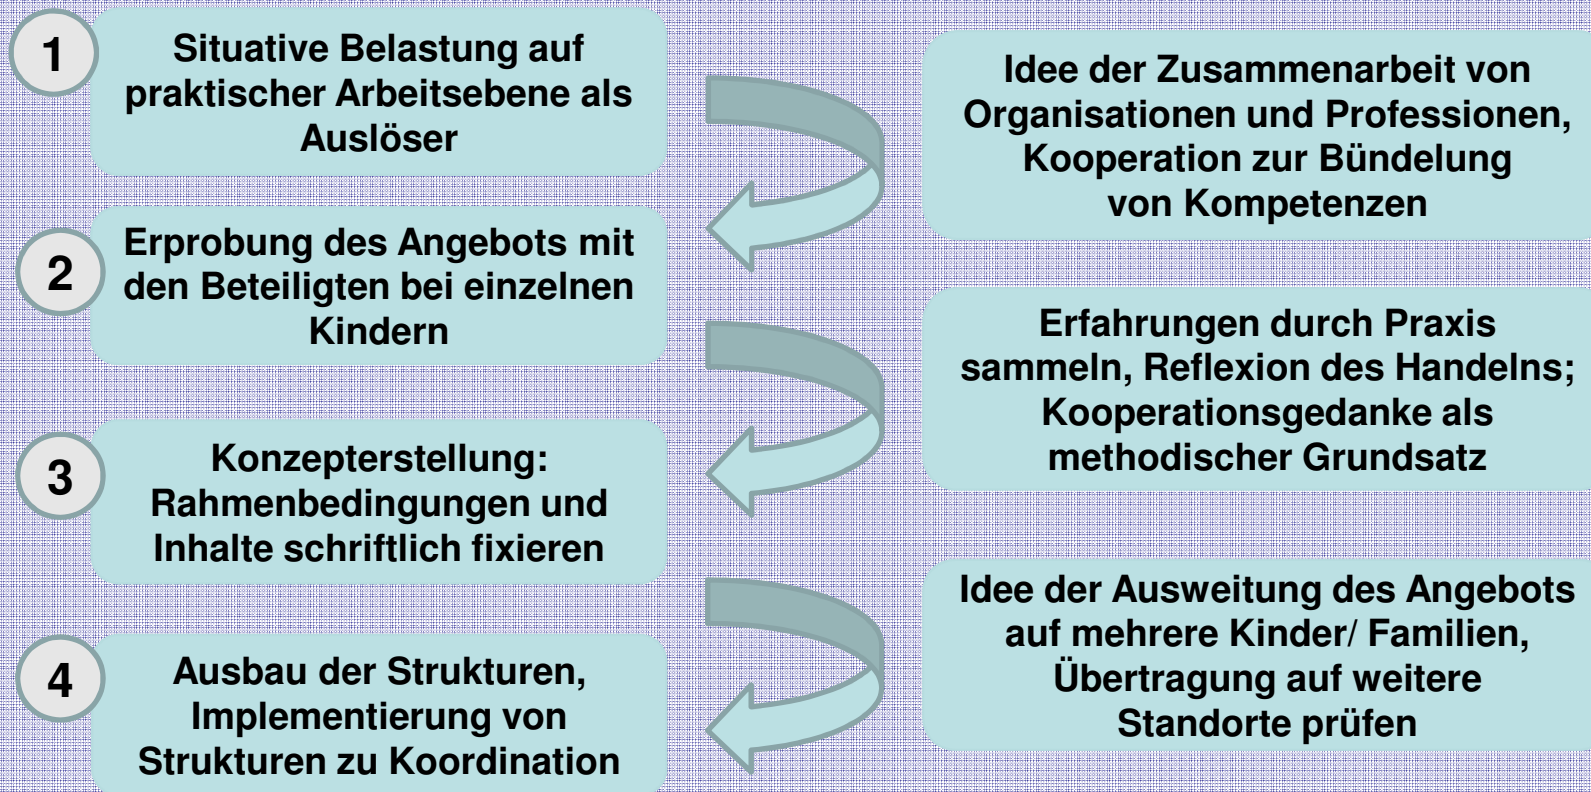 1
Situative Belastung auf
praktischer Arbeitsebene als
Auslöser
Idee der Zusammenarbeit von
Organisationen und Professionen,
Kooperation zur Bündelung
von Kompetenzen
2
Erprobung des Angebots mit
den Beteiligten bei einzelnen
Kindern
Erfahrungen durch Praxis
sammeln, Reflexion des Handelns;
Kooperationsgedanke als
methodischer Grundsatz
3
Konzepterstellung:
Rahmenbedingungen und
Inhalte schriftlich fixieren
Idee der Ausweitung des Angebots
auf mehrere Kinder/ Familien,
Übertragung auf weitere
Standorte prüfen
4
Ausbau der Strukturen,
Implementierung von
Strukturen zu Koordination